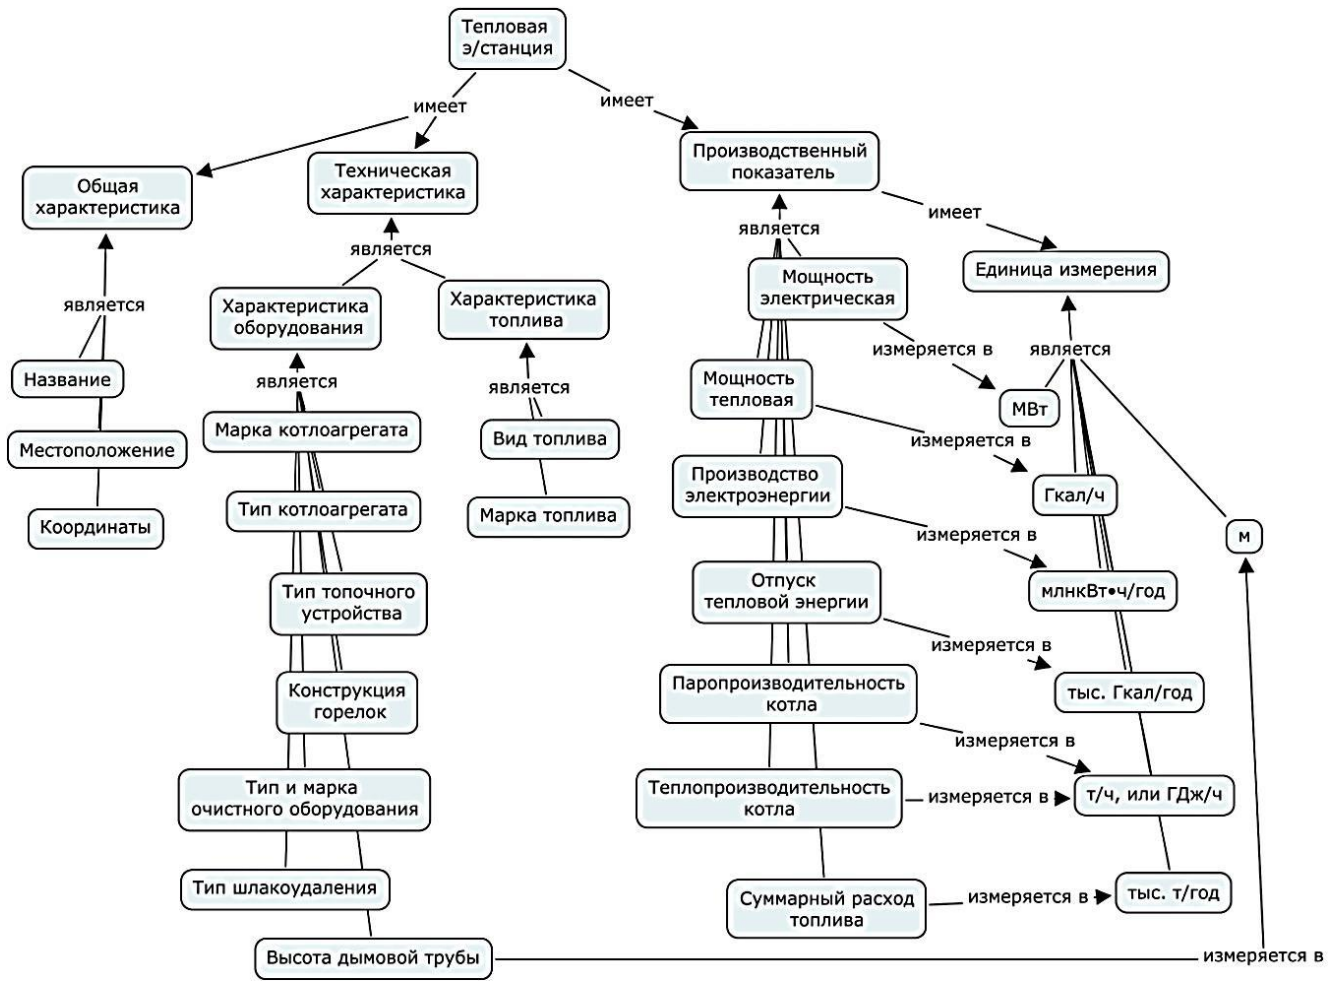 Тепловая
э/станция
имеет
имеет
Общая
характеристика
Техническая
характеристика
Производственный
показатель
имеет
является
является
является
Единица измерения
Мощность
электрическая
Характеристика
оборудования
Характеристика
топлива
является
измеряется в
является
Название
является
является
МВт
Мощность
тепловая
Марка котлоагрегата
Вид топлива
измеряется в
Местоположение
Производство
электроэнергии
Гкал/ч
Тип котлоагрегата
Марка топлива
Координаты
измеряется в
м
Отпуск
тепловой энергии
млнкВт•ч/год
Тип топочного
устройства
измеряется в
Паропроизводительность
котла
тыс. Гкал/год
Конструкция
горелок
измеряется в
Тип и марка
очистного оборудования
Теплопроизводительность
котла
измеряется в
т/ч, или ГДж/ч
Тип шлакоудаления
Суммарный расход
топлива
измеряется в
тыс. т/год
Высота дымовой трубы
измеряется в